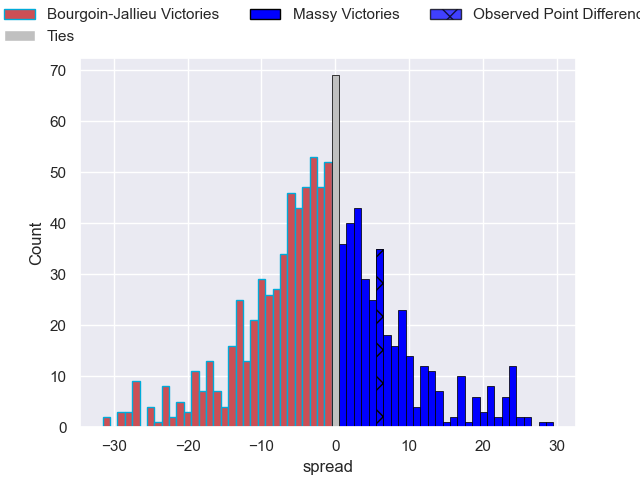 Bourgoin-Jallieu Victories Massy Victories Observed Point Differenc
Ties
70
60
50
40
30
20
10
0
Count
−30 −20 −10 0 10 20 30
spread